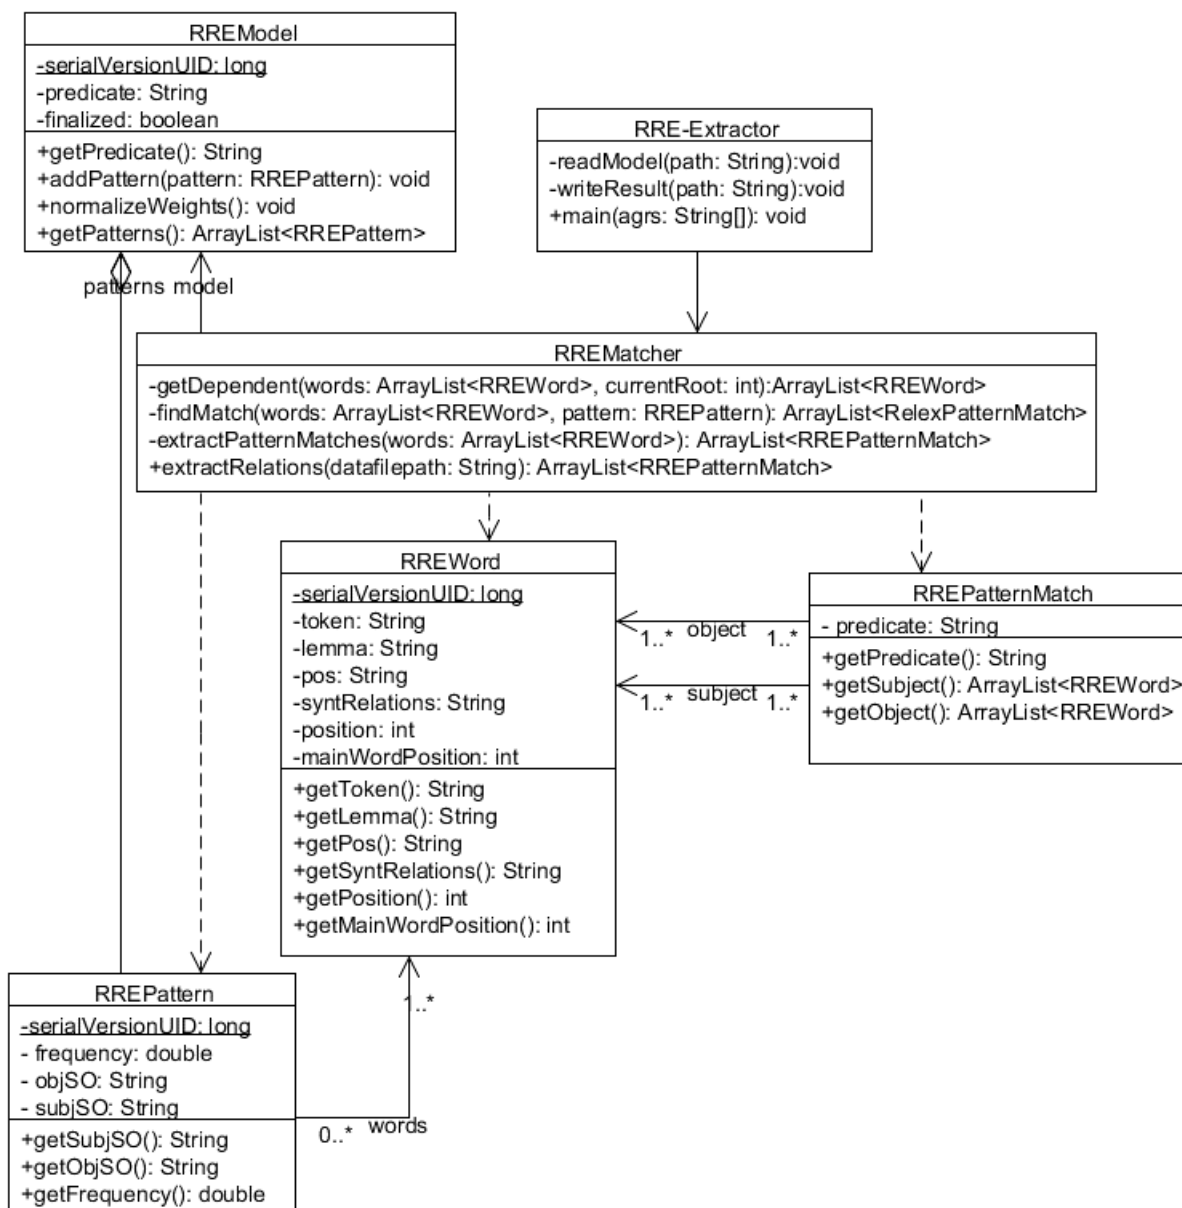 RREModel
-serialVersionUID: long
-predicate: String
-finalized: boolean
+getPredicate(): String
+addPattern(pattern: RREPattern): void
+normalizeWeights(): void
+getPatterns(): ArrayList<RREPattern>
RRE-Extractor
-readModel(path: String):void
-writeResult(path: String):void
+main(agrs: String[]): void
patterns model
RREMatcher
-getDependent(words: ArrayList<RREWord>, currentRoot: int):ArrayList<RREWord>
-findMatch(words: ArrayList<RREWord>, pattern: RREPattern): ArrayList<RelexPatternMatch>
-extractPatternMatches(words: ArrayList<RREWord>): ArrayList<RREPatternMatch>
+extractRelations(datafilepath: String): ArrayList<RREPatternMatch>
RREWord
-serialVersionUID: long
-token: String
-lemma: String
-pos: String
-syntRelations: String
-position: int
-mainWordPosition: int
+getToken(): String
+getLemma(): String
+getPos(): String
+getSyntRelations(): String
+getPosition(): int
+getMainWordPosition(): int
1..* object 1..*
1..* subject 1..*
RREPatternMatch
- predicate: String
+getPredicate(): String
+getSubject(): ArrayList<RREWord>
+getObject(): ArrayList<RREWord>
RREPattern
-serialVersionUID: long
- frequency: double
- objSO: String
- subjSO: String
+getSubjSO(): String
+getObjSO(): String
+getFrequency(): double
1..*
0..* words